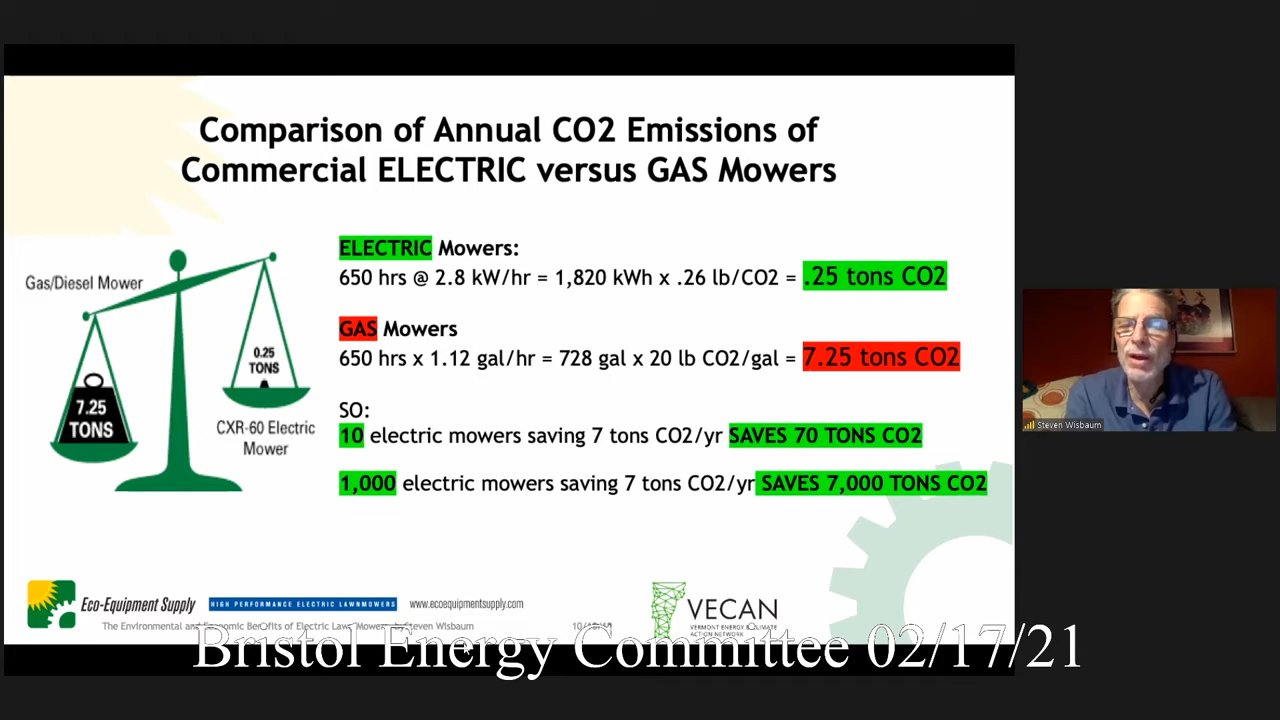 Comparison of Annual CO2 Emissions of
Commercial ELECTRIC versus GAS Mowers
Gas/Diesel Mower
7.25
TONS
0.25
TONS
CXR-60 Electric
Mower
ELECTRIC Mowers:
650 hrs @ 2.8 kW/hr = 1,820 kWh x .26 lb/CO2 = .25 tons CO2
GAS Mowers
650 hrs x 1.12 gal/hr = 728 gal x 20 lb CO2/gal = 7.25 tons CO2
SO:
10 electric mowers saving 7 tons CO2/yr SAVES 70 TONS CO2
1,000 electric mowers saving 7 tons CO2/yr SAVES 7,000 TONS CO2
Steven Wisbaum
Eco-Equipment Supply
HIGH PERFORMANCE ELECTRIC LAWNMOWERS
www.ecoequipmentsupply.com
VECAN
VERMONT ENERGY & CLIMATE
ACTION NETWORK
The Environmental and Economic Benefits of Electric Lawn Mowers by Steven Wisbaum
Bristol Energy Committee 02/17/21